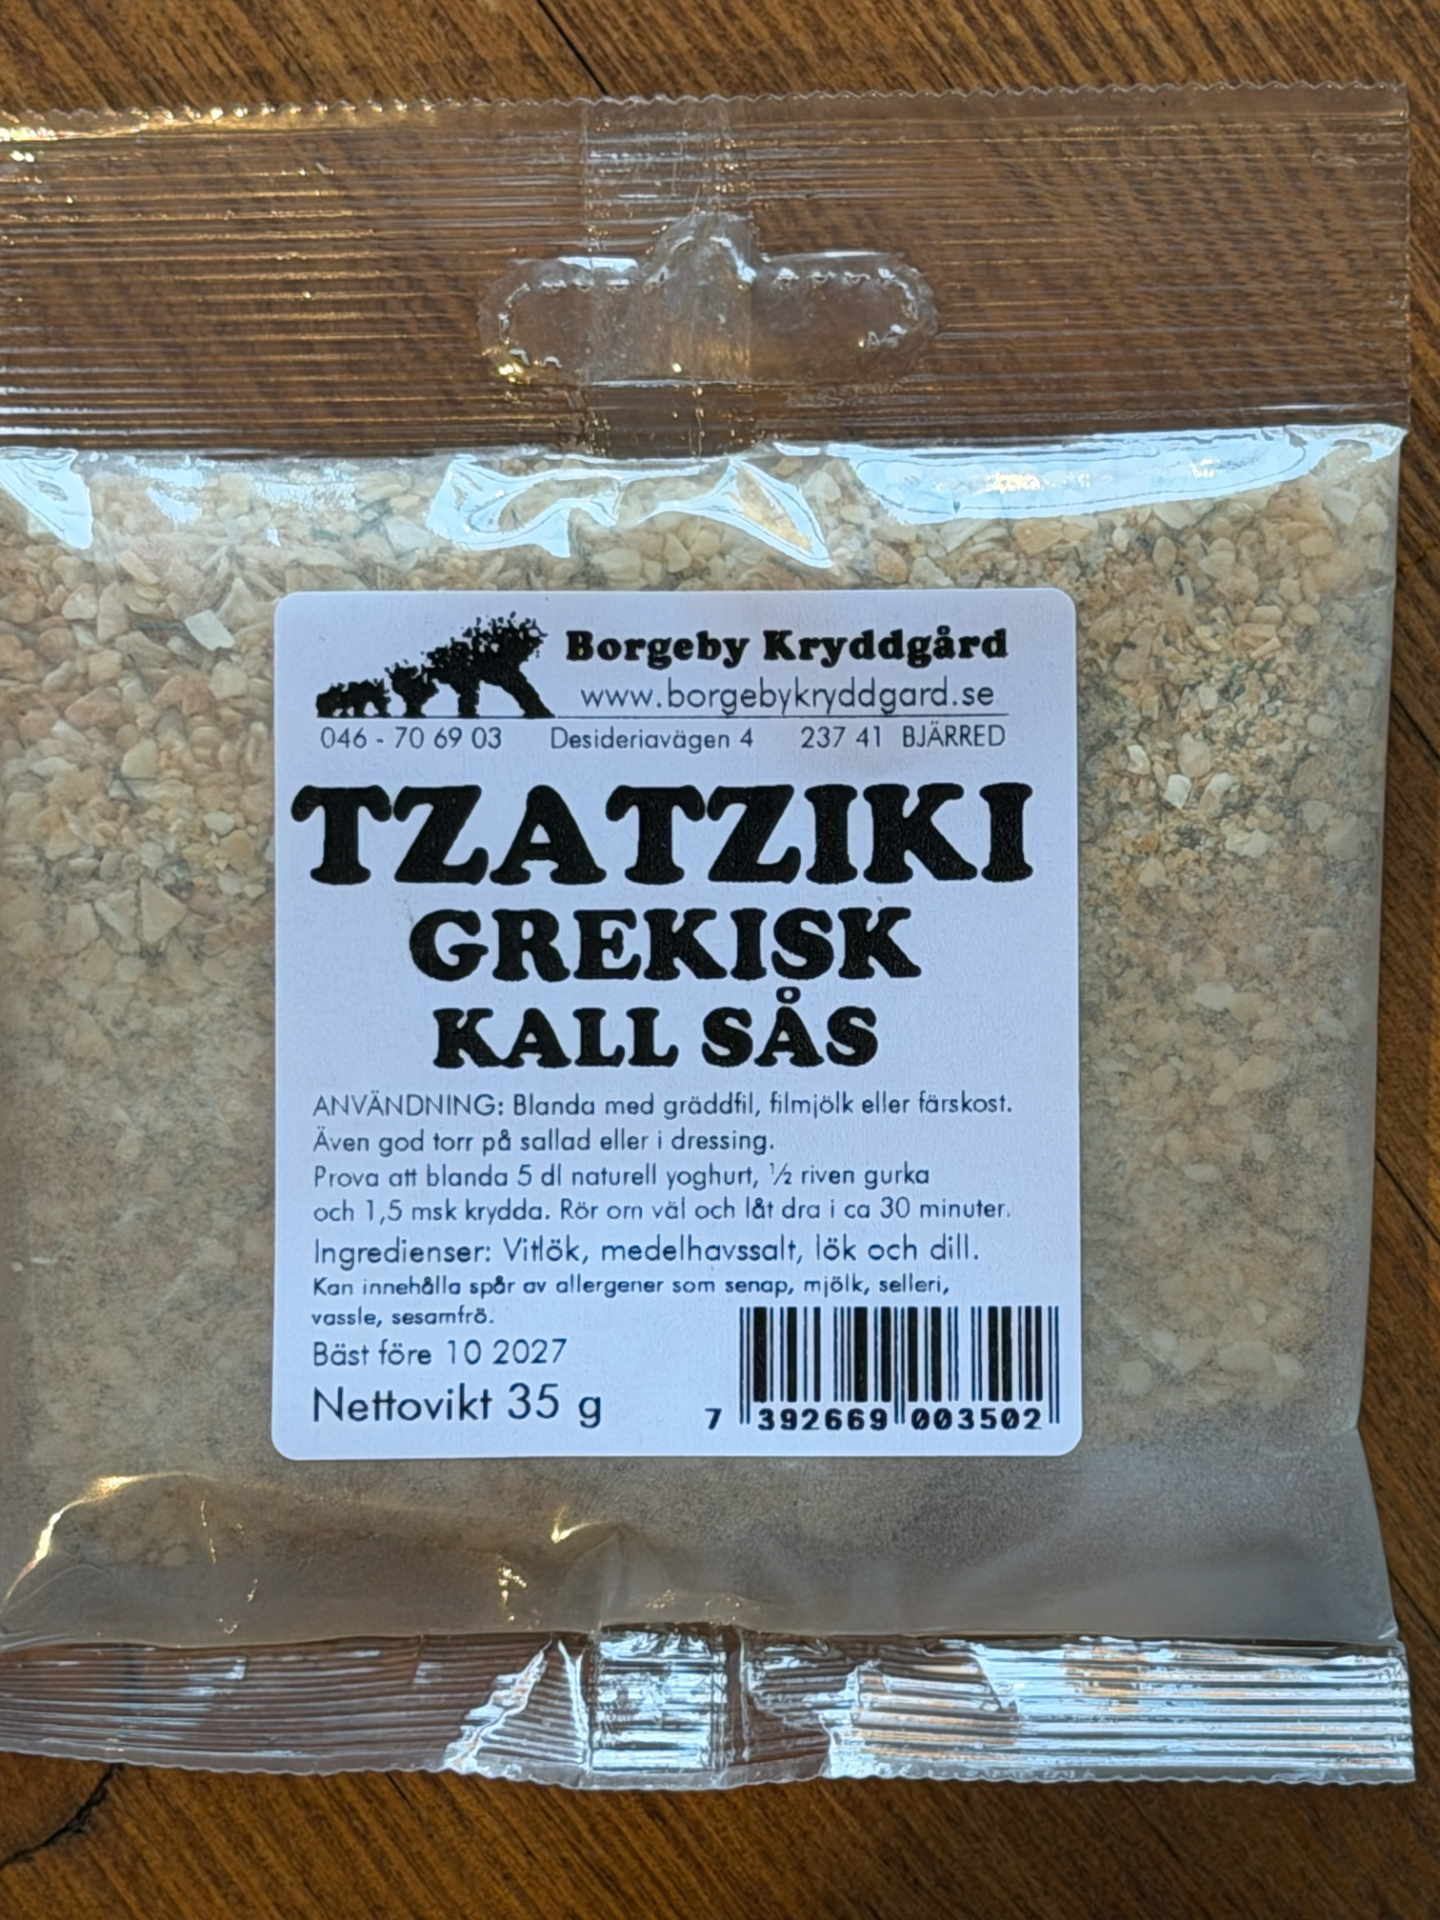 Borgeby Kryddgård
www.borgebykryddgard.se
046 - 70 69 03 Desideriavägen 4 237 41 BJÄRRED
TZATZIKI
GREKISK
KALL SÅS
ANVÄNDNING: Blanda med gräddfil, filmjölk eller färskost.
Även god torr på sallad eller i dressing.
Prova att blanda 5 dl naturell yoghurt, ½ riven gurka
och 1,5 msk krydda. Rör om väl och låt dra i ca 30 minuter.
Ingredienser: Vitlök, medelhavssalt, lök och dill.
Kan innehålla spår av allergener som senap, mjölk, selleri,
vassle, sesamfrö.
Bäst före 10 2027
Nettovikt 35 g
7 392669 003502